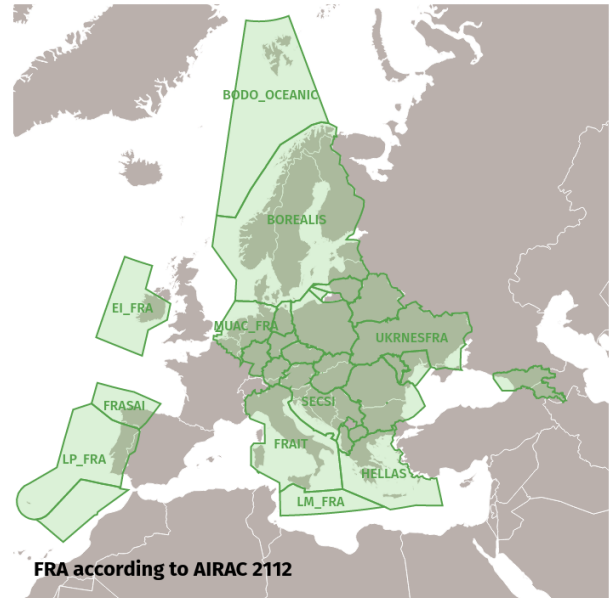 BODO_OCEANIC
BOREALIS
EI_FRA
MUAC_FRA
UKRNESFRA
FRASAI
SECSI
FRAIT
LP_FRA
HELLAS
LM_FRA
FRA according to AIRAC 2112